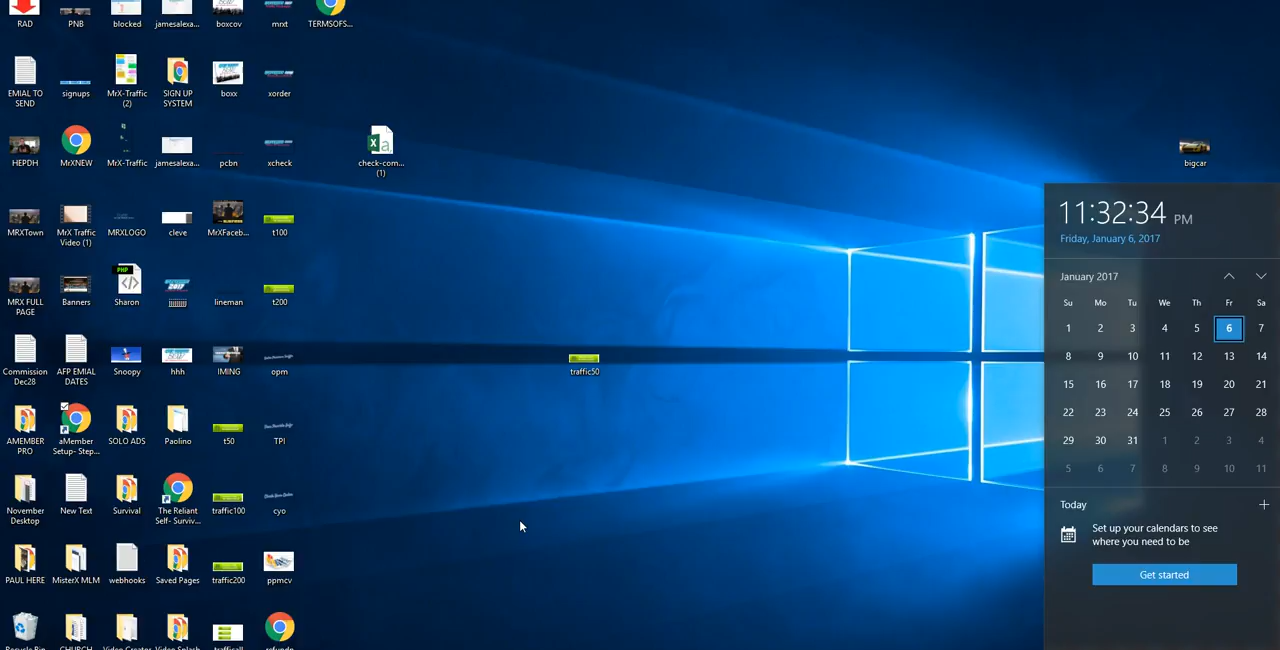 RAD
PNB
blocked
jamesalexa...
boxcov
mrxt
TERMSOFS...
EMIAL TO
SEND
signups
MrX-Traffic
(2)
SIGN UP
SYSTEM
boxx
xorder
HEPDH
MrXNEW
MrX-Traffic
jamesalexa...
pcbn
xcheck
check-com...
(1)
bigcar
MRXTown
MrX Traffic
Video (1)
MRXLOGO
cleve
MrXFaceb...
t100
MRX FULL
PAGE
Banners
PHP
Sharon
jjjjjjjjjjjjj
lineman
t200
Commission
Dec28
AFP EMIAL
DATES
Snoopy
hhh
IMING
opm
traffic50
AMEMBER
PRO
aMember
Setup- Step...
SOLO ADS
Paolino
t50
TPI
November
Desktop
New Text
Survival
The Reliant
Self- Surviv...
traffic100
cyo
PAUL HERE
MisterX MLM
webhooks
Saved Pages
traffic200
ppmcv
Recycle Bin
CHURCH
Video Creator
Video Splash
trafficall
refundp
11:32:34 PM
Friday, January 6, 2017
January 2017
Su Mo Tu We Th Fr Sa
1 2 3 4 5 6 7
8 9 10 11 12 13 14
15 16 17 18 19 20 21
22 23 24 25 26 27 28
29 30 31 1 2 3 4
5 6 7 8 9 10 11
Today
Set up your calendars to see
where you need to be
Get started